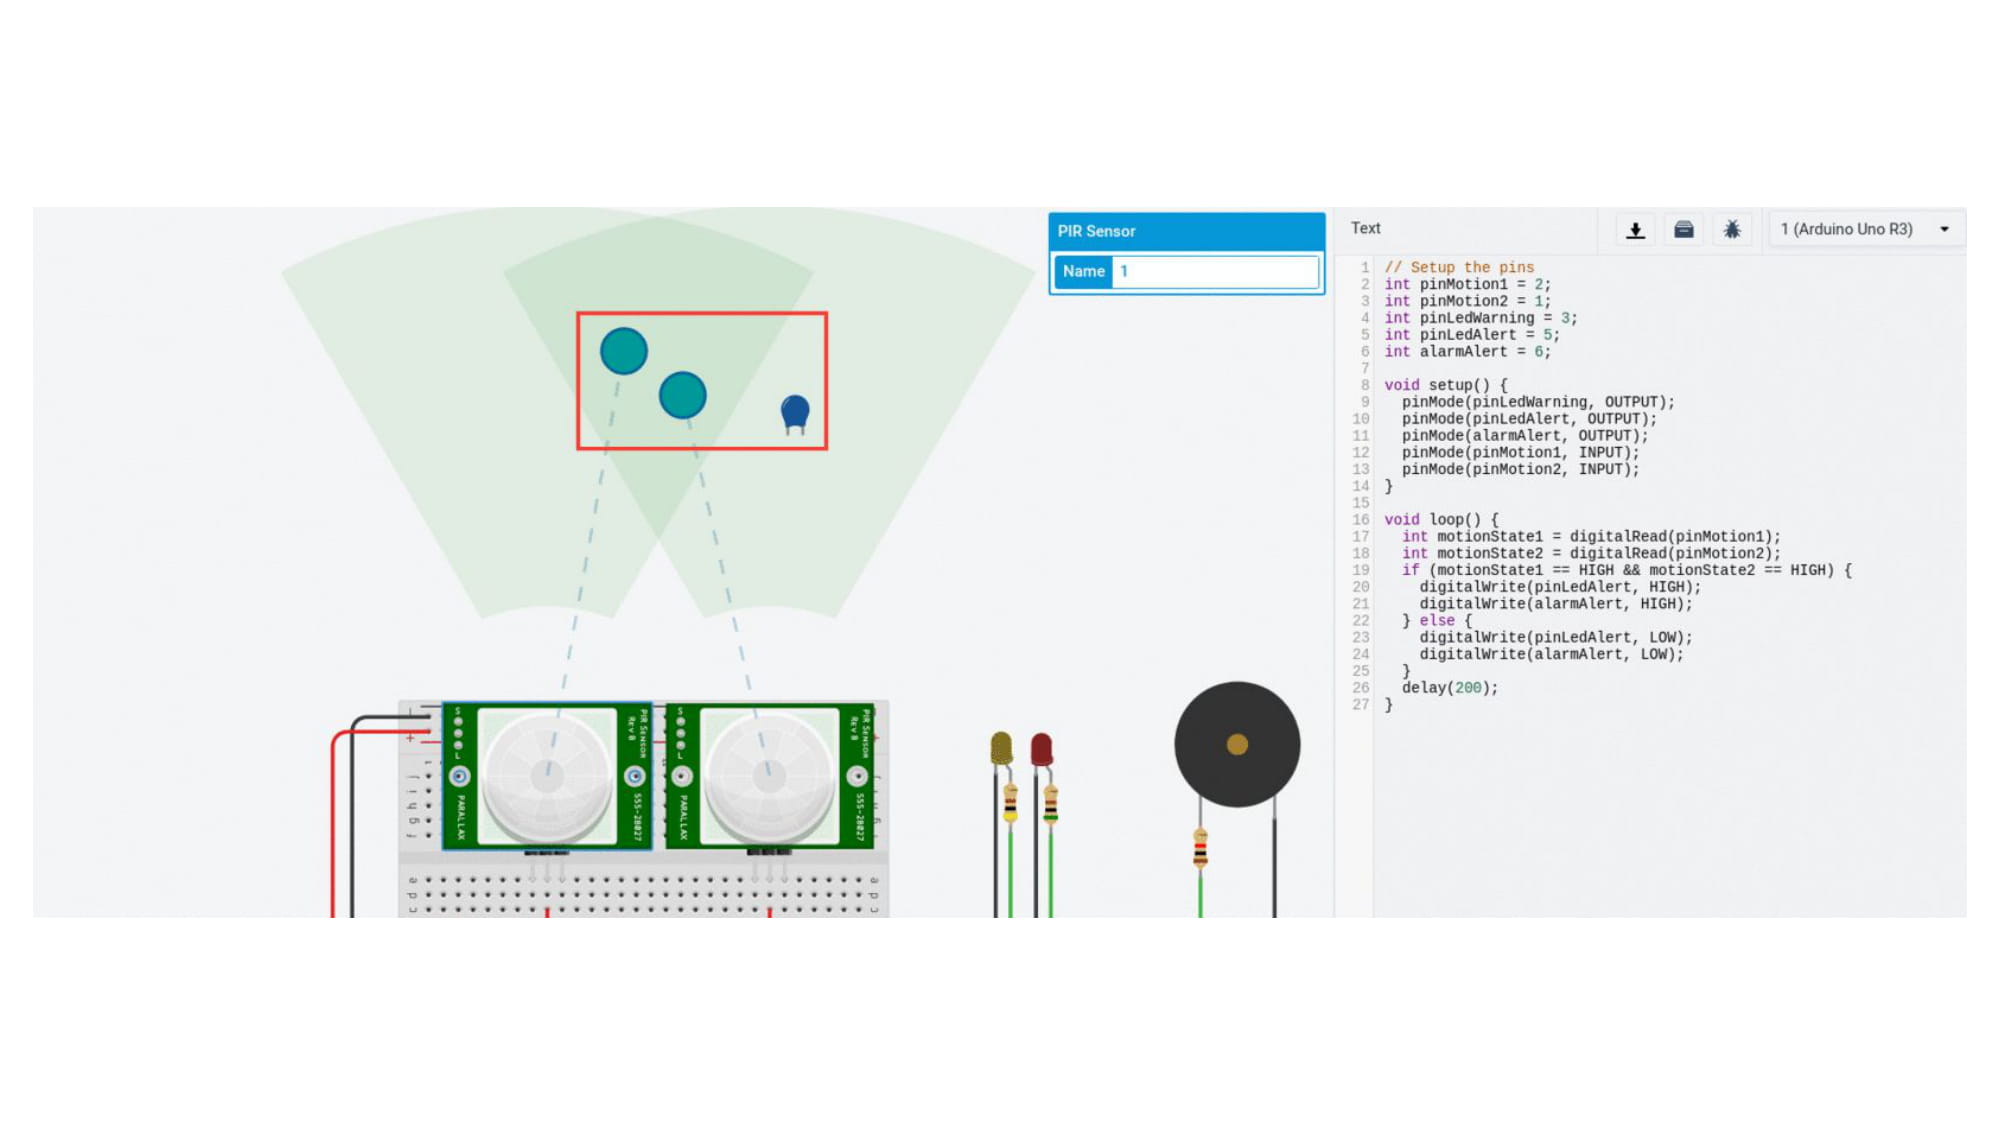 PIR Sensor
Name 1
Text
1 (Arduino Uno R3)
1 // Setup the pins
2 int pinMotion1 = 2;
3 int pinMotion2 = 1;
4 int pinLedWarning = 3;
5 int pinLedAlert = 5;
6 int alarmAlert = 6;
7
8 void setup() {
9 pinMode(pinLedWarning, OUTPUT);
10 pinMode(pinLedAlert, OUTPUT);
11 pinMode(alarmAlert, OUTPUT);
12 pinMode(pinMotion1, INPUT);
13 pinMode(pinMotion2, INPUT);
14 }
15
16 void loop() {
17 int motionState1 = digitalRead(pinMotion1);
18 int motionState2 = digitalRead(pinMotion2);
19 if (motionState1 == HIGH && motionState2 == HIGH) {
20 digitalWrite(pinLedAlert, HIGH);
21 digitalWrite(alarmAlert, HIGH);
22 } else {
23 digitalWrite(pinLedAlert, LOW);
24 digitalWrite(alarmAlert, LOW);
25 }
26 delay(200);
27 }
S
L
PIR SENSOR
REV B
PARALLAX
555-28027
S
L
PIR SENSOR
REV B
PARALLAX
555-28027